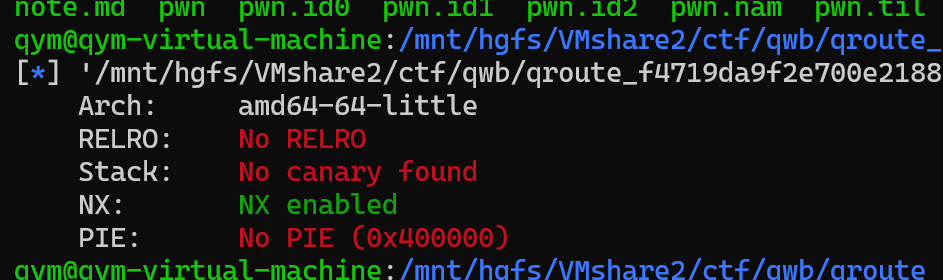 note.md pwn pwn.id0 pwn.id1 pwn.id2 pwn.nam pwn.til
qym@qym-virtual-machine:/mnt/hgfs/VMshare2/ctf/qwb/qroute_
[*] '/mnt/hgfs/VMshare2/ctf/qwb/qroute_f4719da9f2e700e2188
Arch: amd64-64-little
RELRO: No RELRO
Stack: No canary found
NX: NX enabled
PIE: No PIE (0x400000)
qym@qym-virtual-machine:/mnt/hgfs/VMshare2/ctf/qwb/qroute_